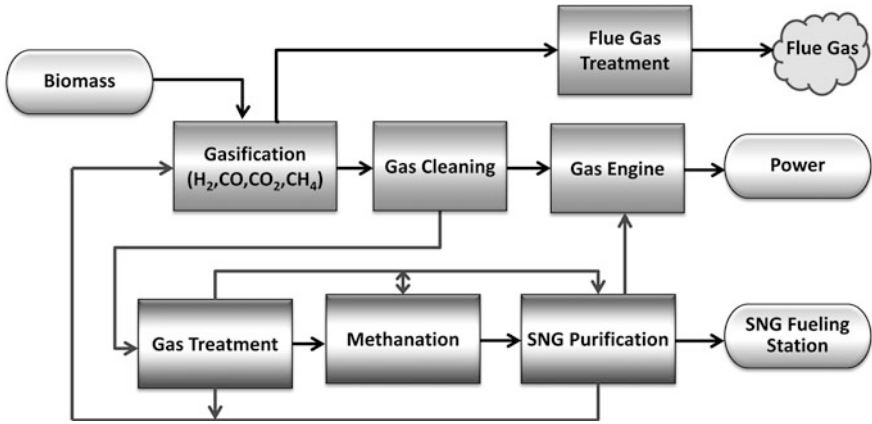 Flue Gas
Treatment
Flue Gas
Biomass
Gasification
(H₂,CO,CO₂,CH₄)
Gas Cleaning
Gas Engine
Power
Gas Treatment
Methanation
SNG Purification
SNG Fueling
Station